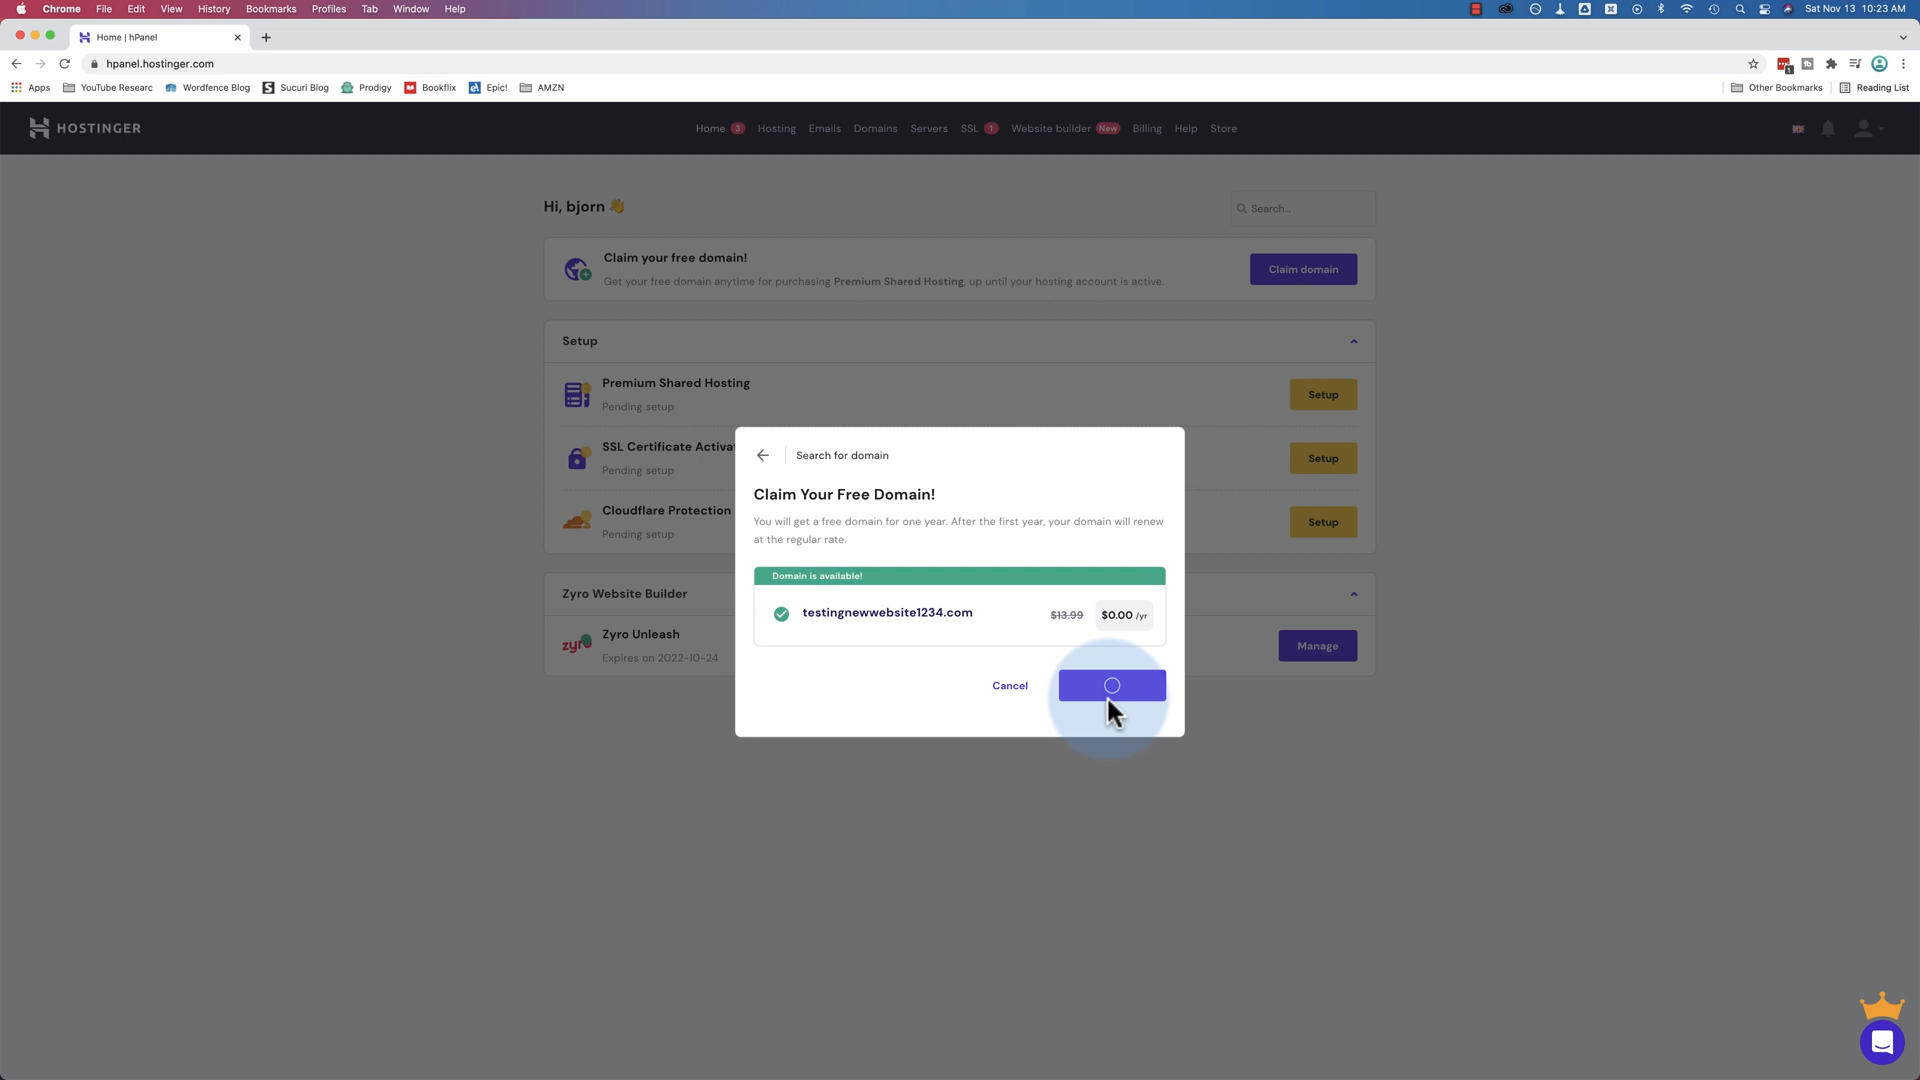 Chrome File Edit View History Bookmarks Profiles Tab Window Help Sat Nov 13 10:23 AM
Home | hPanel
hpanel.hostinger.com
Apps YouTube Researc Wordfence Blog Sucuri Blog Prodigy Bookflix Epic! AMZN Other Bookmarks Reading List
HOSTINGER Home 3 Hosting Emails Domains Servers SSL 1 Website builder New Billing Help Store
Hi, bjorn 👋 Search...
Claim your free domain!
Get your free domain anytime for purchasing Premium Shared Hosting, up until your hosting account is active.
Claim domain
Setup
Premium Shared Hosting
Pending setup
Setup
SSL Certificate Activa
Pending setup
Setup
Cloudflare Protection
Pending setup
Setup
Zyro Website Builder
zyro
Zyro Unleash
Expires on 2022-10-24
Manage
Search for domain
Claim Your Free Domain!
You will get a free domain for one year. After the first year, your domain will renew
at the regular rate.
Domain is available!
testingnewwebsite1234.com $13.99 $0.00 /yr
Cancel